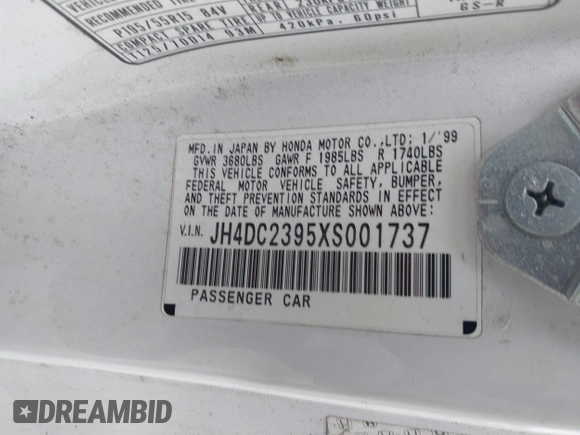 VEHICLE
RECOMMENDED TIRE
P195/55R15 84V
COMPACT SPARE TIRE
T125/70D14 93M
REAR 230kPa
420kPa, 60psi
GS-R
MFD. IN JAPAN BY HONDA MOTOR CO.,LTD; 1/'99
GVWR 3680LBS GAWR F 1985LBS R 1740LBS
THIS VEHICLE CONFORMS TO ALL APPLICABLE
FEDERAL MOTOR VEHICLE SAFETY, BUMPER,
AND THEFT PREVENTION STANDARDS IN EFFECT
ON THE DATE OF MANUFACTURE SHOWN ABOVE:
V.I.N. JH4DC2395XS001737
PASSENGER CAR
DREAMBID